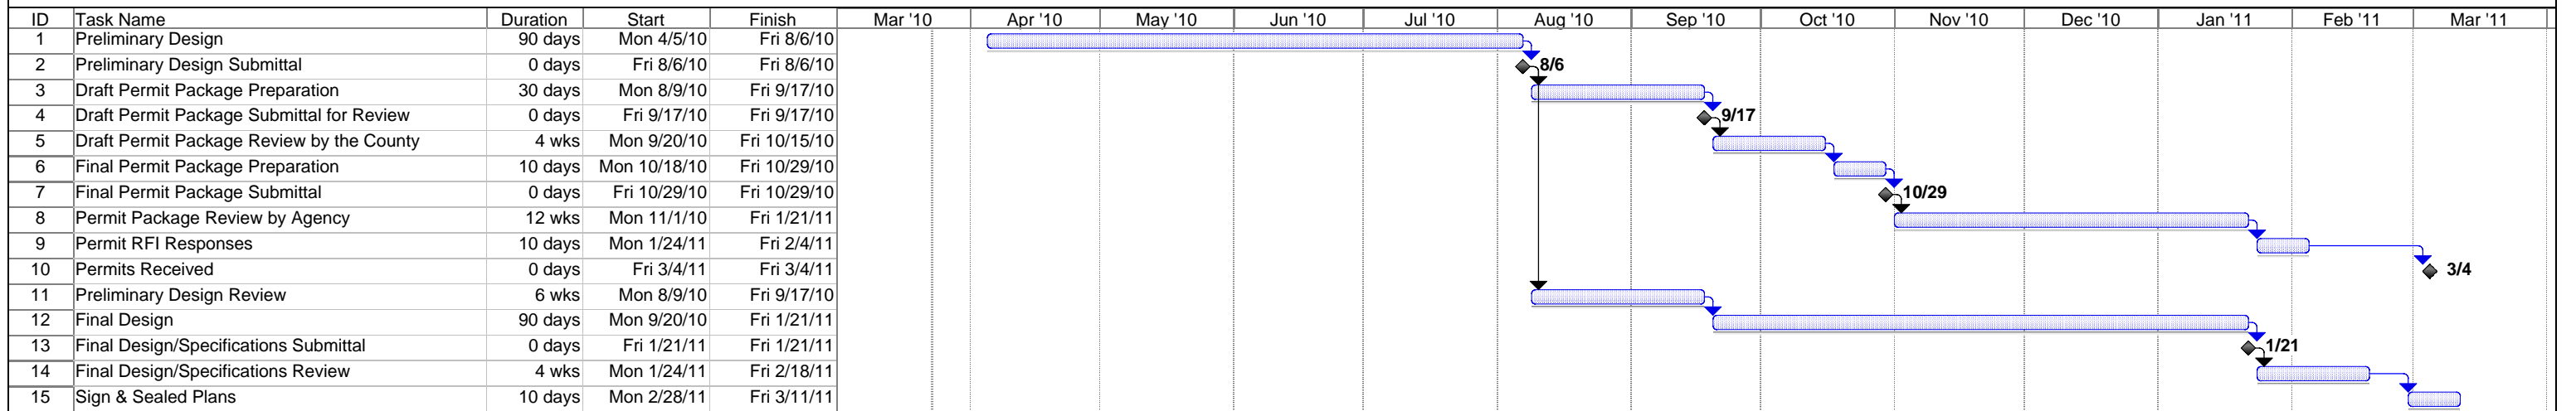 ID Task Name Duration Start Finish Mar '10 Apr '10 May '10 Jun '10 Jul '10 Aug '10 Sep '10 Oct '10 Nov '10 Dec '10 Jan '11 Feb '11 Mar '11
1 Preliminary Design 90 days Mon 4/5/10 Fri 8/6/10
2 Preliminary Design Submittal 0 days Fri 8/6/10 Fri 8/6/10 8/6
3 Draft Permit Package Preparation 30 days Mon 8/9/10 Fri 9/17/10
4 Draft Permit Package Submittal for Review 0 days Fri 9/17/10 Fri 9/17/10 9/17
5 Draft Permit Package Review by the County 4 wks Mon 9/20/10 Fri 10/15/10
6 Final Permit Package Preparation 10 days Mon 10/18/10 Fri 10/29/10
7 Final Permit Package Submittal 0 days Fri 10/29/10 Fri 10/29/10 10/29
8 Permit Package Review by Agency 12 wks Mon 11/1/10 Fri 1/21/11
9 Permit RFI Responses 10 days Mon 1/24/11 Fri 2/4/11
10 Permits Received 0 days Fri 3/4/11 Fri 3/4/11 3/4
11 Preliminary Design Review 6 wks Mon 8/9/10 Fri 9/17/10
12 Final Design 90 days Mon 9/20/10 Fri 1/21/11
13 Final Design/Specifications Submittal 0 days Fri 1/21/11 Fri 1/21/11 1/21
14 Final Design/Specifications Review 4 wks Mon 1/24/11 Fri 2/18/11
15 Sign & Sealed Plans 10 days Mon 2/28/11 Fri 3/11/11